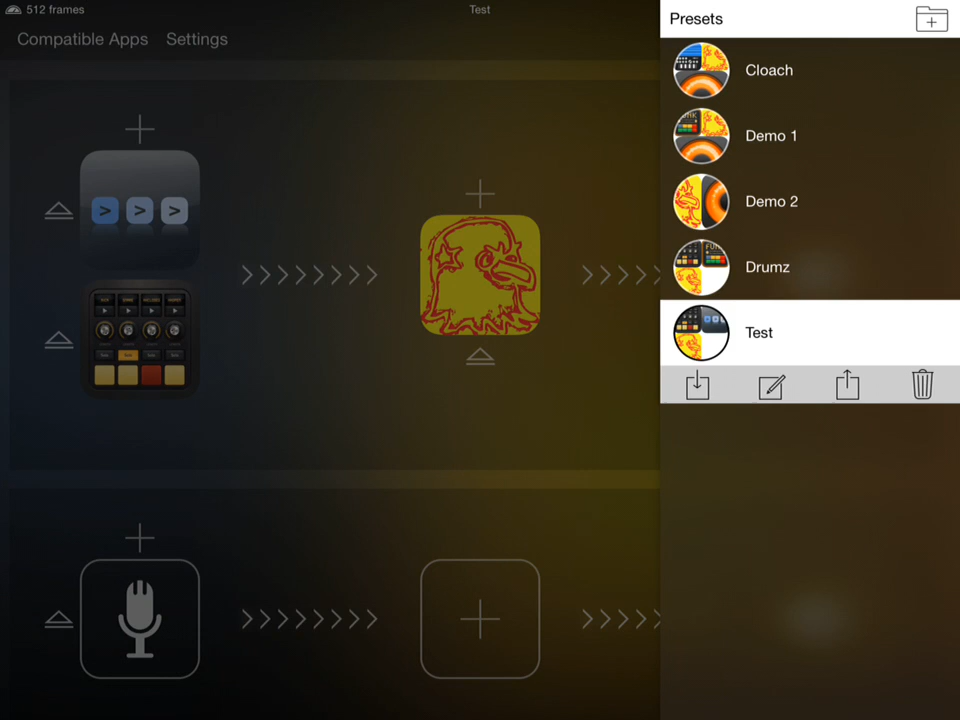 512 frames
Test
Compatible Apps
Settings
Presets
Cloach
Demo 1
Demo 2
Drumz
Test